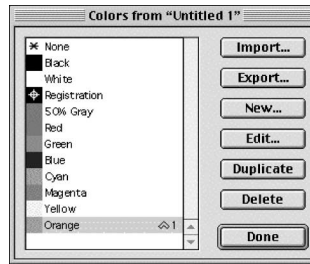 Colors from “Untitled 1”
None
Black
White
Registration
50% Gray
Red
Green
Blue
Cyan
Magenta
Yellow
Orange 1
Import...
Export...
New...
Edit...
Duplicate
Delete
Done